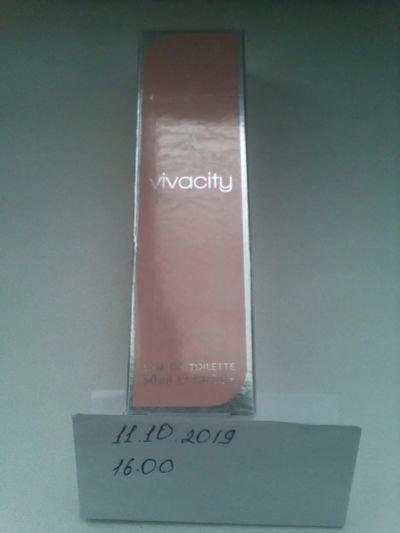 vivacity
EAU DE TOILETTE
50 ml
11.10.2019
16.00